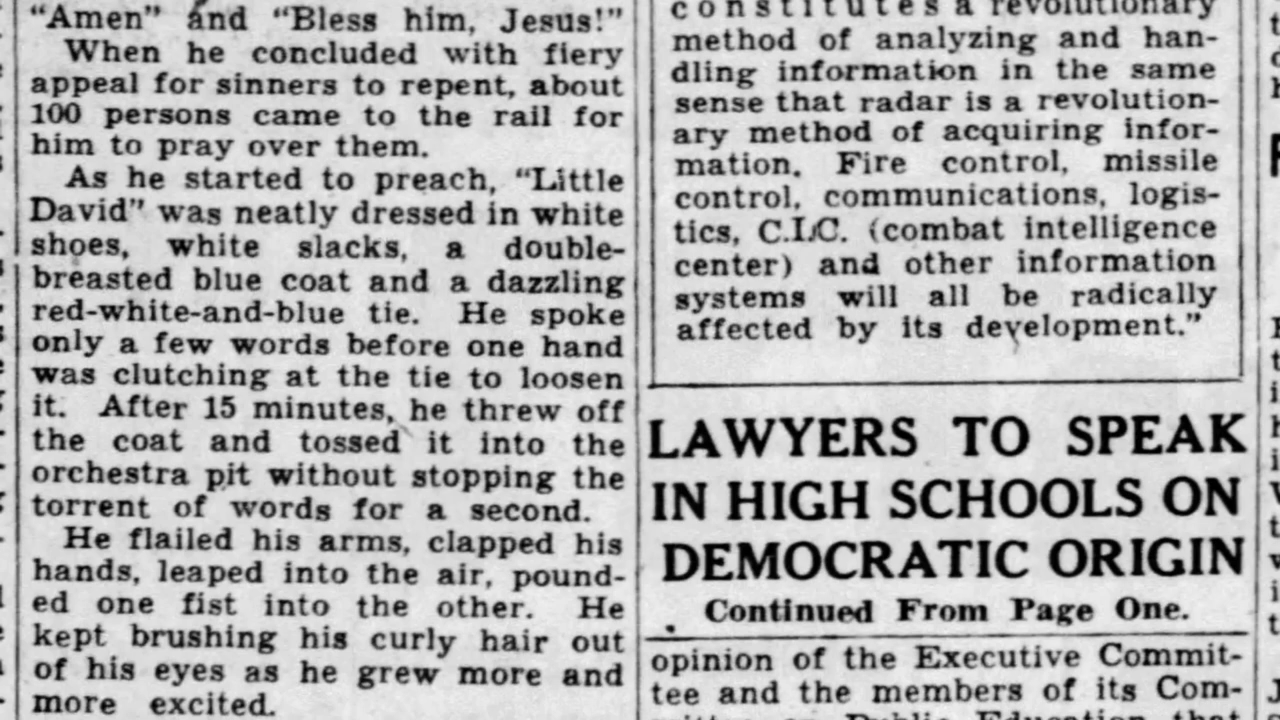 “Amen” and “Bless him, Jesus!”
When he concluded with fiery
appeal for sinners to repent, about
100 persons came to the rail for
him to pray over them.
As he started to preach, “Little
David” was neatly dressed in white
shoes, white slacks, a double-
breasted blue coat and a dazzling
red-white-and-blue tie. He spoke
only a few words before one hand
was clutching at the tie to loosen
it. After 15 minutes, he threw off
the coat and tossed it into the
orchestra pit without stopping the
torrent of words for a second.
He flailed his arms, clapped his
hands, leaped into the air, pound-
ed one fist into the other. He
kept brushing his curly hair out
of his eyes as he grew more and
more excited.
constitutes a revolutionary
method of analyzing and han-
dling information in the same
sense that radar is a revolution-
ary method of acquiring infor-
mation. Fire control, missile
control, communications, logis-
tics, C.I.C. (combat intelligence
center) and other information
systems will all be radically
affected by its development.”
LAWYERS TO SPEAK
IN HIGH SCHOOLS ON
DEMOCRATIC ORIGIN
Continued From Page One.
opinion of the Executive Commit-
tee and the members of its Com-
mittee on Public Education that